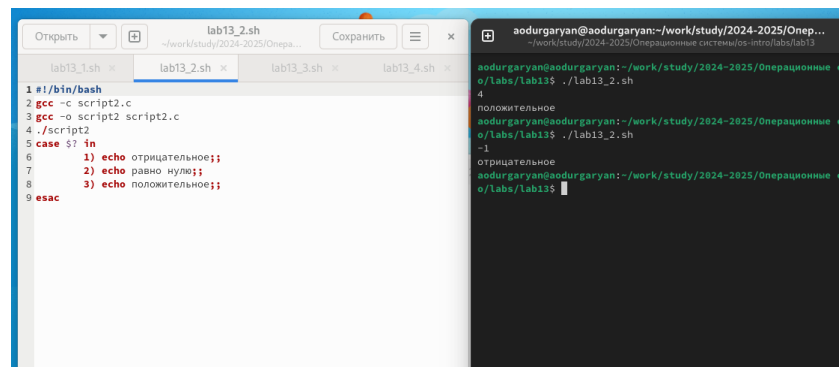 Открыть
lab13_2.sh
~/work/study/2024-2025/Опера...
Сохранить
lab13_1.sh
lab13_2.sh
lab13_3.sh
lab13_4.sh
1 #!/bin/bash
2 gcc -c script2.c
3 gcc -o script2 script2.c
4 ./script2
5 case $? in
6 1) echo отрицательное;;
7 2) echo равно нулю;;
8 3) echo положительное;;
9 esac
aodurgaryan@aodurgaryan:~/work/study/2024-2025/Опер...
~/work/study/2024-2025/Операционные системы/os-intro/labs/lab13
aodurgaryan@aodurgaryan:~/work/study/2024-2025/Операционные
o/labs/lab13$ ./lab13_2.sh
4
положительное
aodurgaryan@aodurgaryan:~/work/study/2024-2025/Операционные
o/labs/lab13$ ./lab13_2.sh
-1
отрицательное
aodurgaryan@aodurgaryan:~/work/study/2024-2025/Операционные
o/labs/lab13$